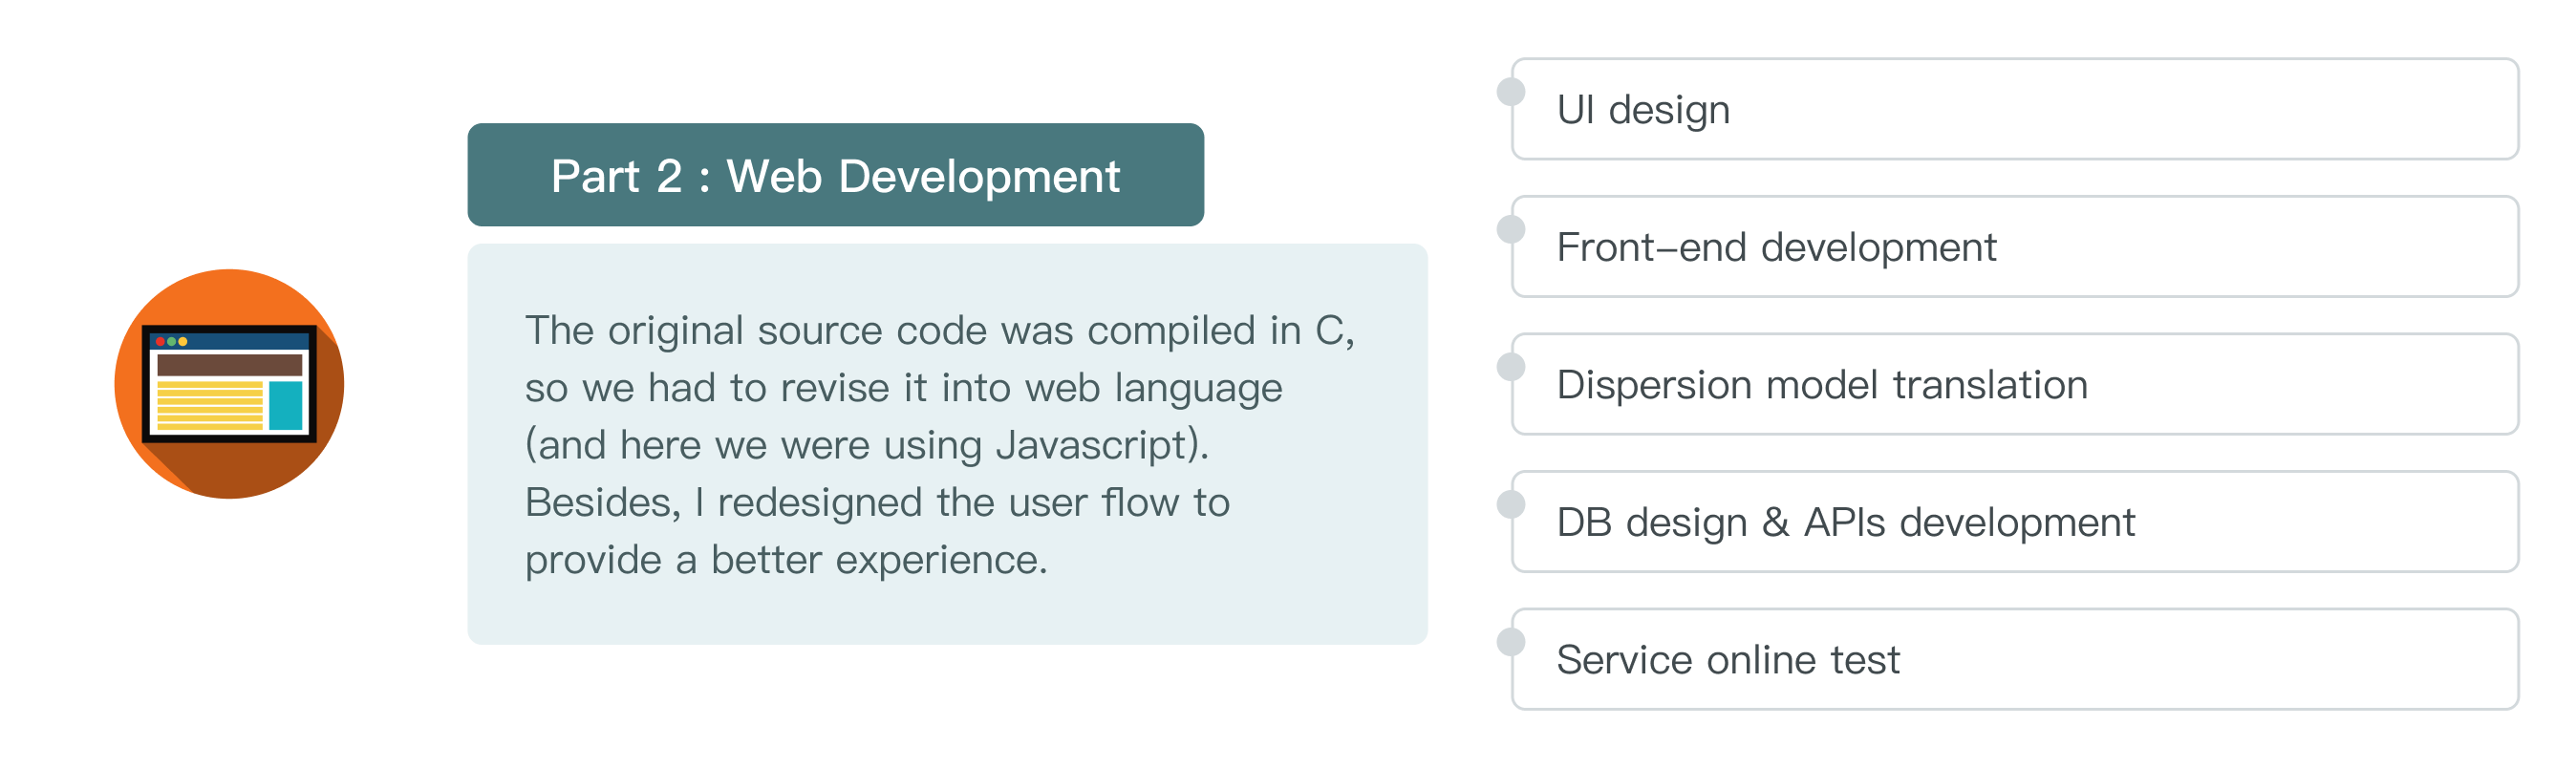 Part 2 : Web Development
The original source code was compiled in C,
so we had to revise it into web language
(and here we were using Javascript).
Besides, I redesigned the user flow to
provide a better experience.
UI design
Front-end development
Dispersion model translation
DB design & APIs development
Service online test